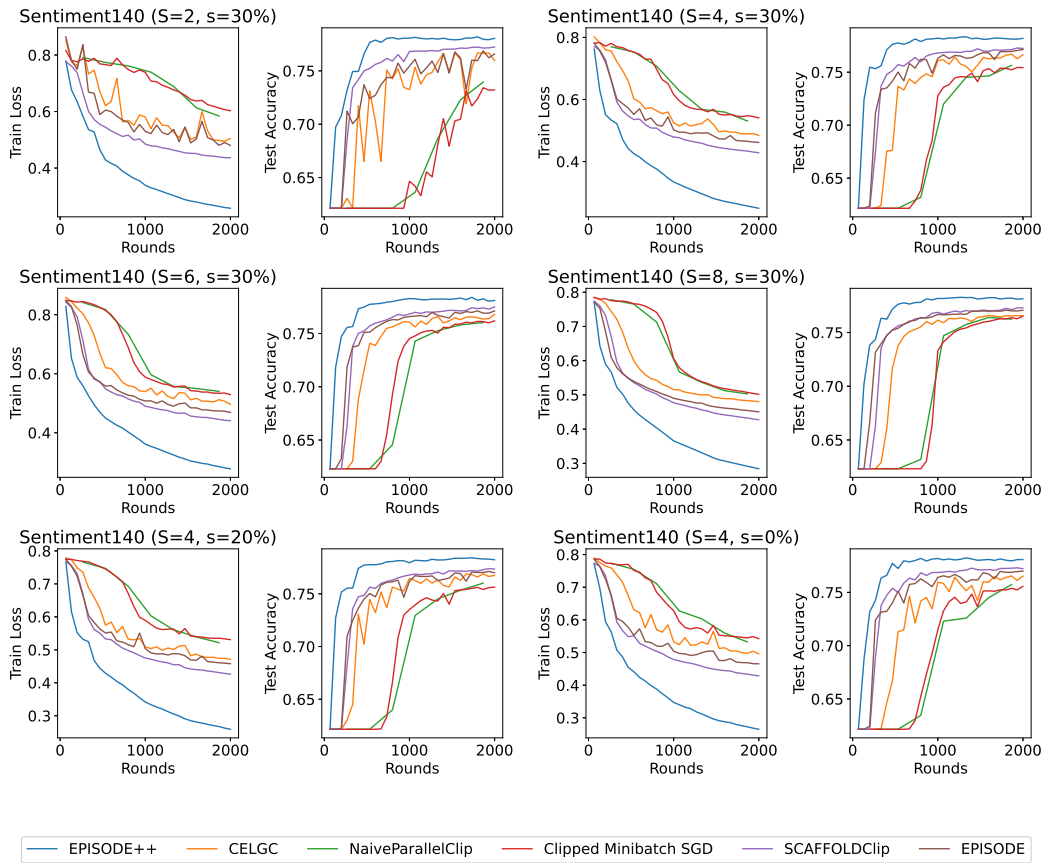 Sentiment140 (S=2, s=30%)
Train Loss
0.8
0.6
0.4
0
1000
2000
Rounds
Test Accuracy
0.75
0.70
0.65
0
1000
2000
Rounds
Sentiment140 (S=4, s=30%)
Train Loss
0.8
0.6
0.4
0
1000
2000
Rounds
Test Accuracy
0.75
0.70
0.65
0
1000
2000
Rounds
Sentiment140 (S=6, s=30%)
Train Loss
0.8
0.6
0.4
0
1000
2000
Rounds
Test Accuracy
0.75
0.70
0.65
0
1000
2000
Rounds
Sentiment140 (S=8, s=30%)
Train Loss
0.8
0.7
0.6
0.5
0.4
0.3
0
1000
2000
Rounds
Test Accuracy
0.75
0.70
0.65
0
1000
2000
Rounds
Sentiment140 (S=4, s=20%)
Train Loss
0.8
0.7
0.6
0.5
0.4
0.3
0
1000
2000
Rounds
Test Accuracy
0.75
0.70
0.65
0
1000
2000
Rounds
Sentiment140 (S=4, s=0%)
Train Loss
0.8
0.7
0.6
0.5
0.4
0.3
0
1000
2000
Rounds
Test Accuracy
0.75
0.70
0.65
0
1000
2000
Rounds
EPISODE++
CELGC
NaiveParallelClip
Clipped Minibatch SGD
SCAFFOLDClip
EPISODE